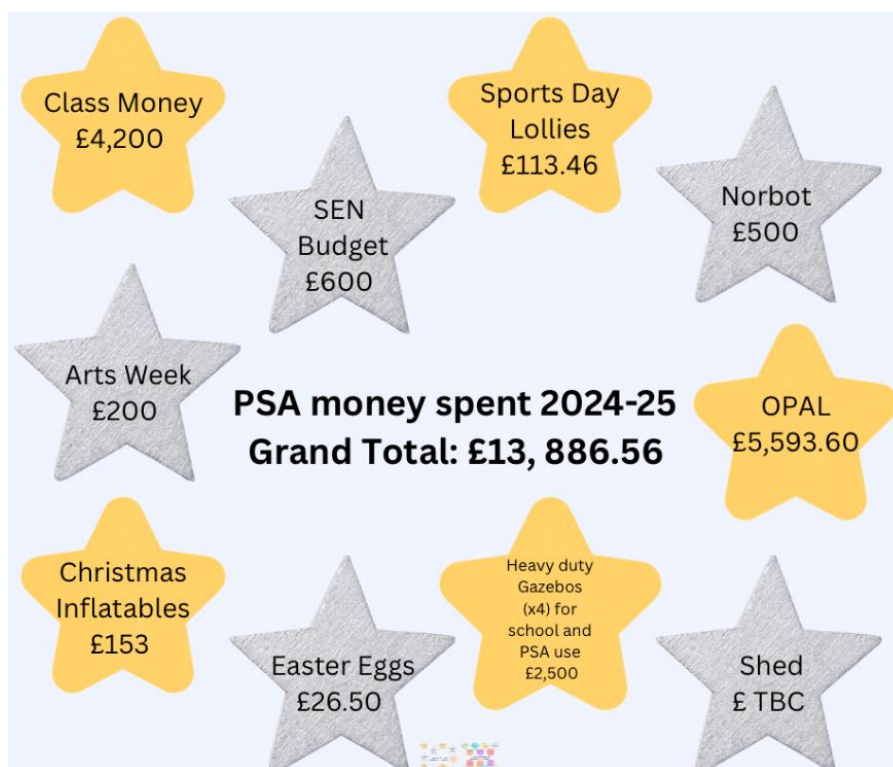 Class Money
£4,200
Sports Day
Lollies
£113.46
SEN
Budget
£600
Norbot
£500
Arts Week
£200
PSA money spent 2024-25
Grand Total: £13, 886.56
OPAL
£5,593.60
Christmas
Inflatables
£153
Easter Eggs
£26.50
Heavy duty
Gazebos
(x4) for
school and
PSA use
£2,500
Shed
£ TBC